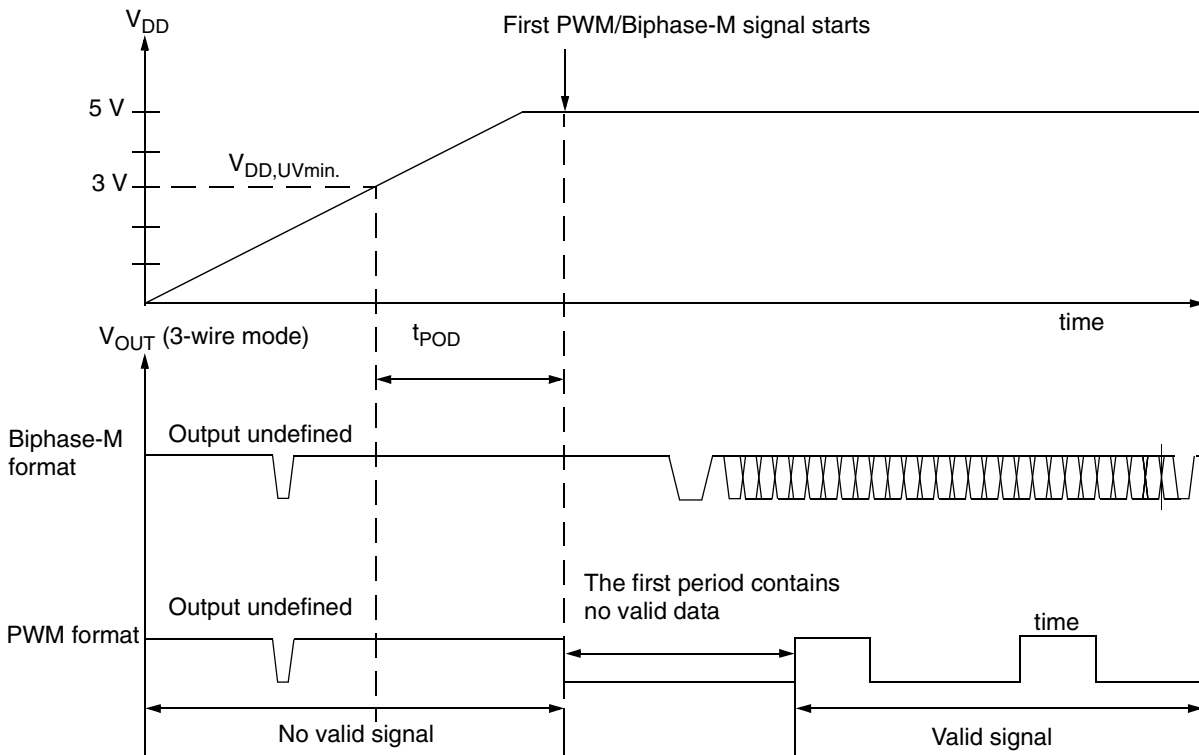 V_DD
First PWM/Biphase-M signal starts
5 V
V_DD,UVmin.
3 V
time
V_OUT (3-wire mode)
t_POD
Biphase-M
format
Output undefined
The first period contains
no valid data
Output undefined
PWM format
time
No valid signal
Valid signal